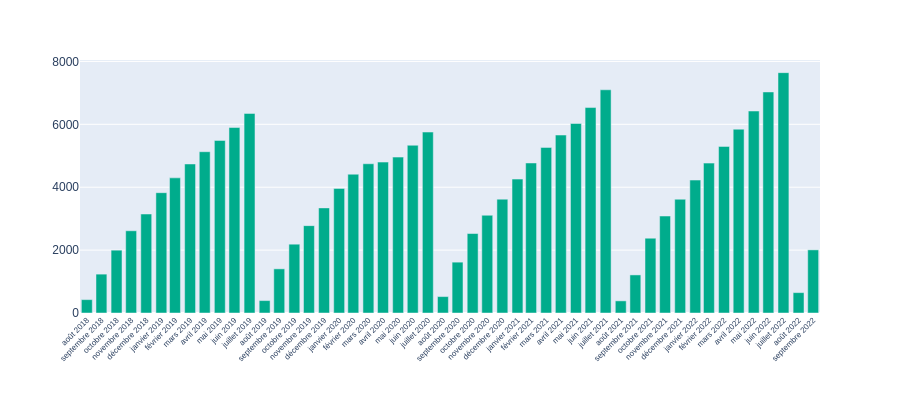 8000
6000
4000
2000
0
août 2018
septembre 2018
octobre 2018
novembre 2018
décembre 2018
janvier 2019
février 2019
mars 2019
avril 2019
mai 2019
juin 2019
juillet 2019
août 2019
septembre 2019
octobre 2019
novembre 2019
décembre 2019
janvier 2020
février 2020
mars 2020
avril 2020
mai 2020
juin 2020
juillet 2020
août 2020
septembre 2020
octobre 2020
novembre 2020
décembre 2020
janvier 2021
février 2021
mars 2021
avril 2021
mai 2021
juin 2021
juillet 2021
août 2021
septembre 2021
octobre 2021
novembre 2021
décembre 2021
janvier 2022
février 2022
mars 2022
avril 2022
mai 2022
juin 2022
juillet 2022
août 2022
septembre 2022